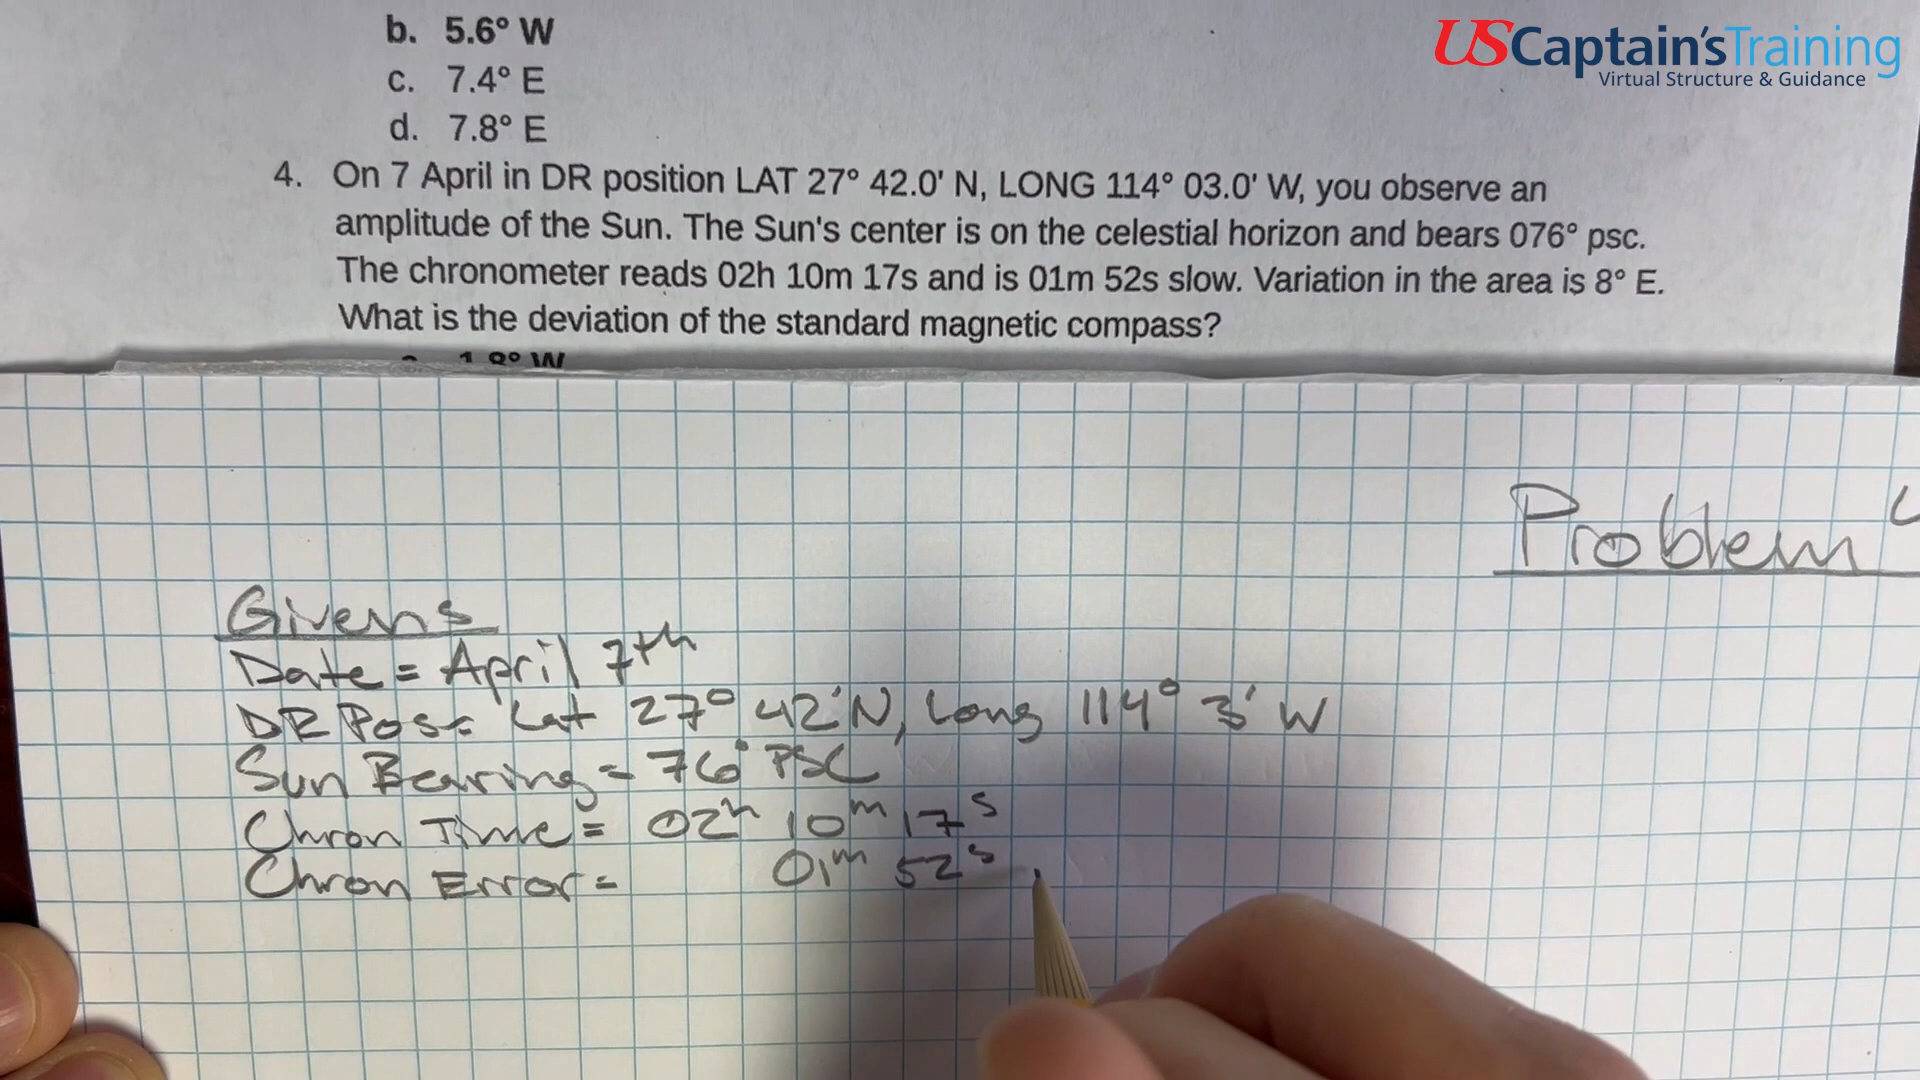 b. 5.6° W
USCaptain'sTraining
Virtual Structure & Guidance
c. 7.4° E
d. 7.8° E
4. On 7 April in DR position LAT 27° 42.0' N, LONG 114° 03.0' W, you observe an
amplitude of the Sun. The Sun's center is on the celestial horizon and bears 076° psc.
The chronometer reads 02h 10m 17s and is 01m 52s slow. Variation in the area is 8° E.
What is the deviation of the standard magnetic compass?
Problem
Givens
Date = April 7th
DR Pos = Lat 27° 42' N, Long 114° 3' W
Sun Bearing = 76° PSC
Chron Time = 02h 10m 17s
Chron Error = 01m 52s